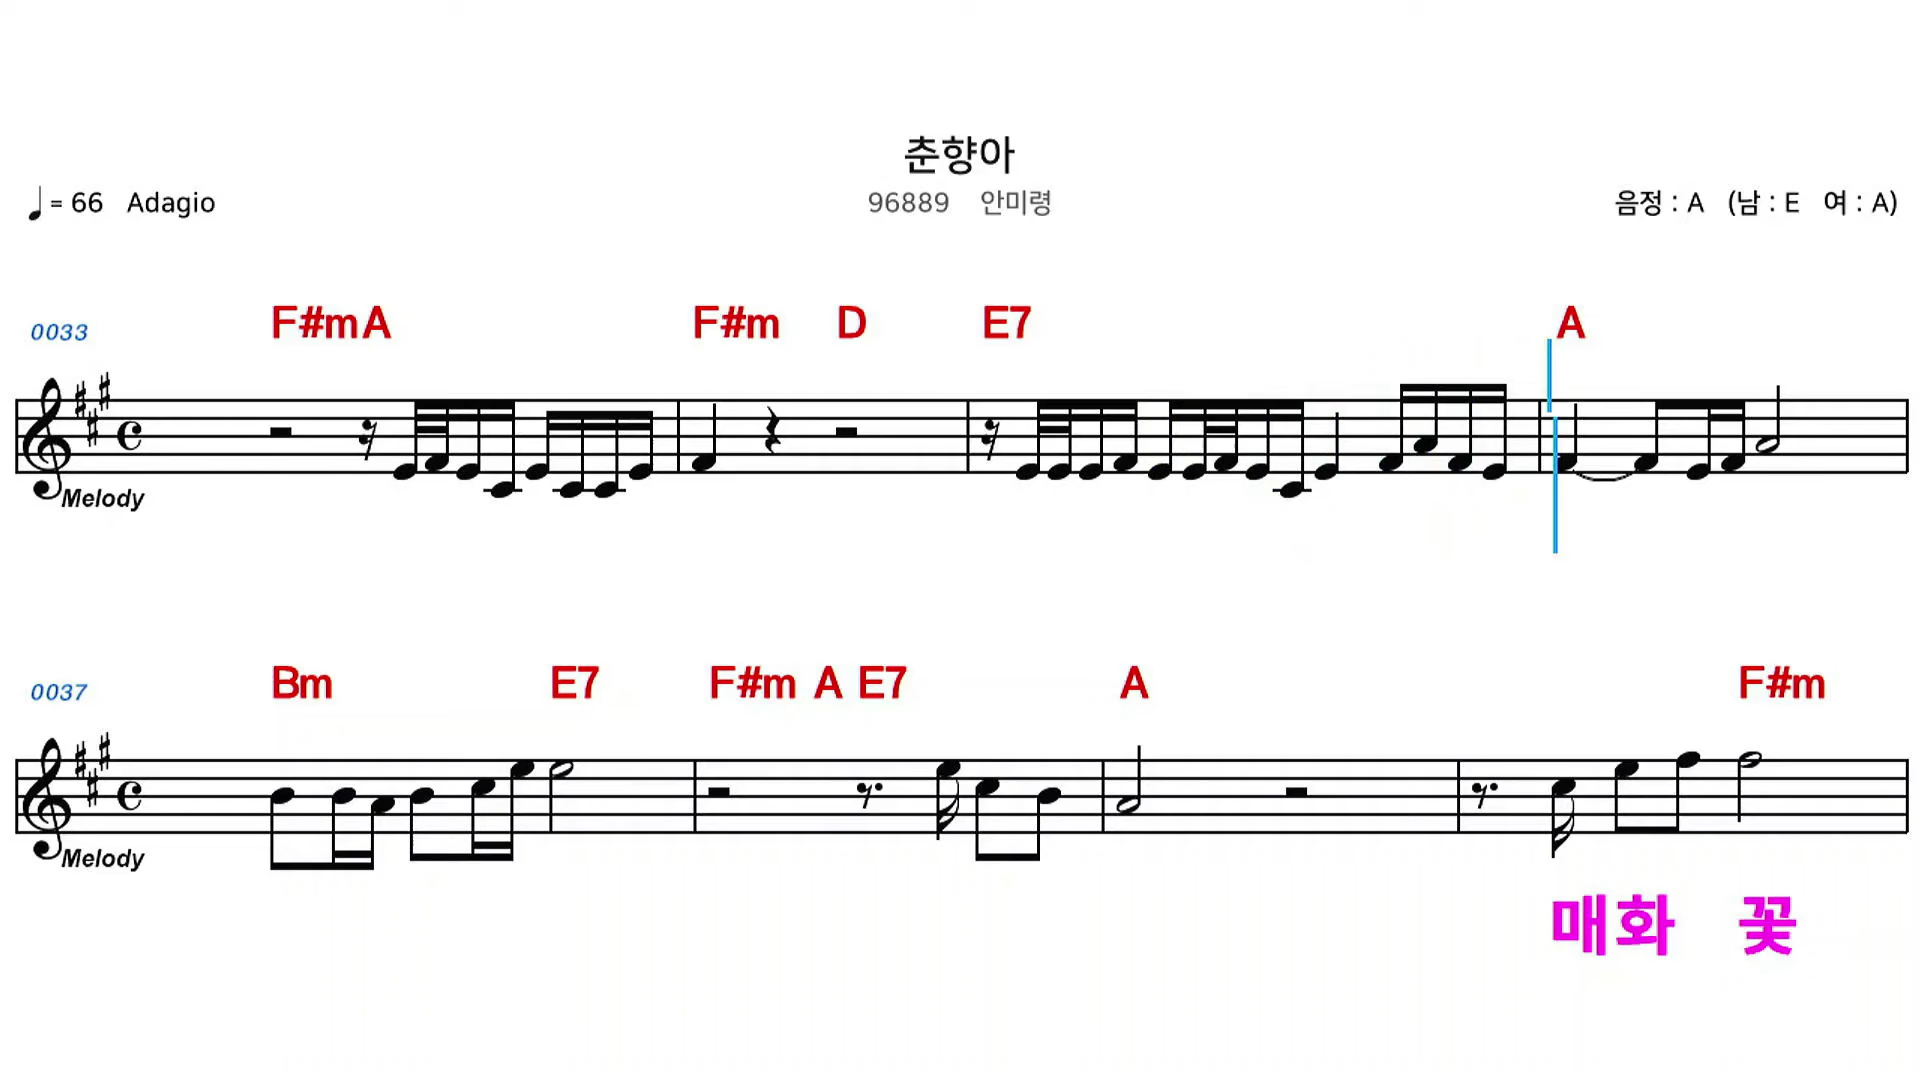 춘향아
♩= 66 Adagio 96889 안미령 음정 : A (남 : E 여 : A)
0033 F#m A F#m D E7 A
Melody
0037 Bm E7 F#m A E7 A F#m
Melody
매화 꽃